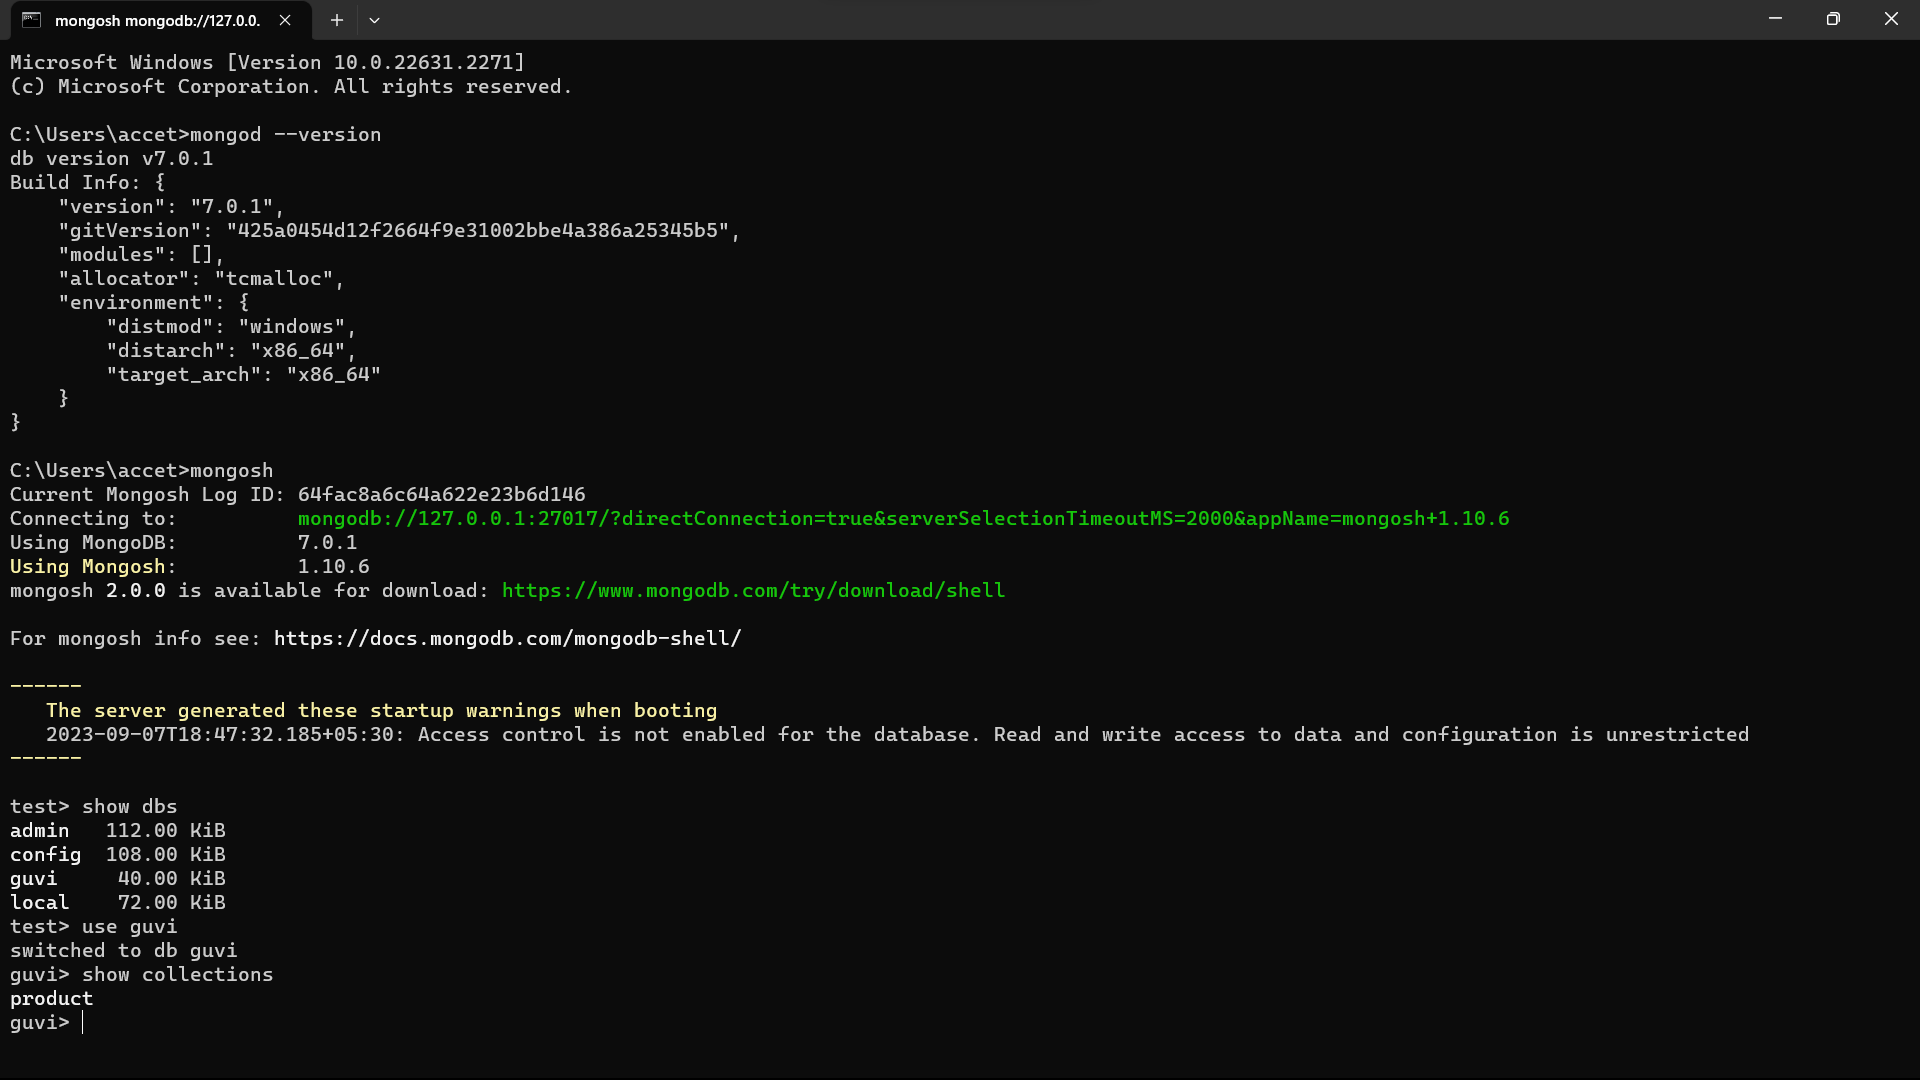 mongosh mongodb://127.0.0.
Microsoft Windows [Version 10.0.22631.2271]
(c) Microsoft Corporation. All rights reserved.
C:\Users\accet>mongod --version
db version v7.0.1
Build Info: {
    "version": "7.0.1",
    "gitVersion": "425a0454d12f2664f9e31002bbe4a386a25345b5",
    "modules": [],
    "allocator": "tcmalloc",
    "environment": {
        "distmod": "windows",
        "distarch": "x86_64",
        "target_arch": "x86_64"
    }
}
C:\Users\accet>mongosh
Current Mongosh Log ID: 64fac8a6c64a622e23b6d146
Connecting to:          mongodb://127.0.0.1:27017/?directConnection=true&serverSelectionTimeoutMS=2000&appName=mongosh+1.10.6
Using MongoDB:          7.0.1
Using Mongosh:          1.10.6
mongosh 2.0.0 is available for download: https://www.mongodb.com/try/download/shell
For mongosh info see: https://docs.mongodb.com/mongodb-shell/
------
   The server generated these startup warnings when booting
   2023-09-07T18:47:32.185+05:30: Access control is not enabled for the database. Read and write access to data and configuration is unrestricted
------
test> show dbs
admin   112.00 KiB
config  108.00 KiB
guvi     40.00 KiB
local    72.00 KiB
test> use guvi
switched to db guvi
guvi> show collections
product
guvi>